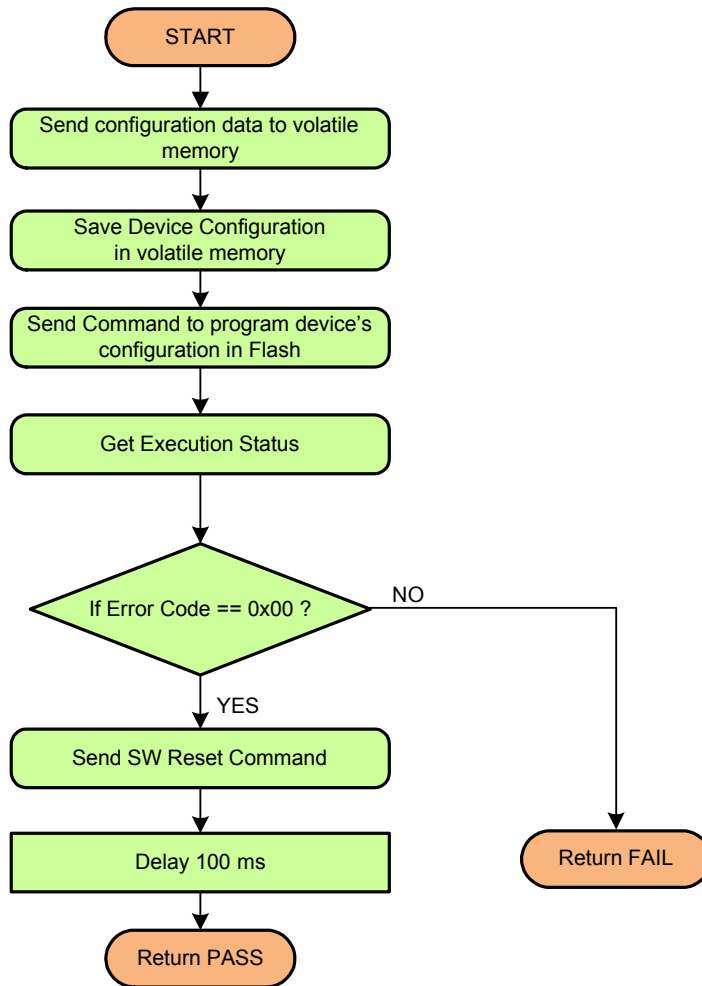 START
Send configuration data to volatile
memory
Save Device Configuration
in volatile memory
Send Command to program device’s
configuration in Flash
Get Execution Status
If Error Code == 0x00 ?
NO
YES
Send SW Reset Command
Delay 100 ms
Return FAIL
Return PASS